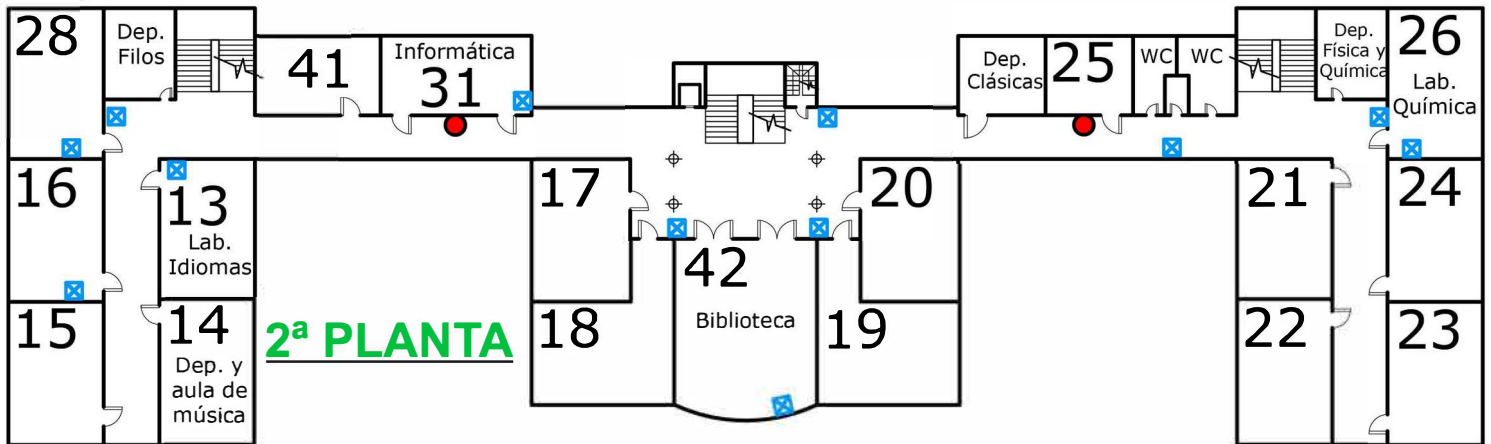 28
Dep.
Filos
41
Informática
31
Dep.
Clásicas
25
WC
WC
Dep.
Física y
Química
26
Lab.
Química
16
13
Lab.
Idiomas
17
20
21
24
42
Biblioteca
15
14
Dep. y
aula de
música
2ª PLANTA
18
19
22
23